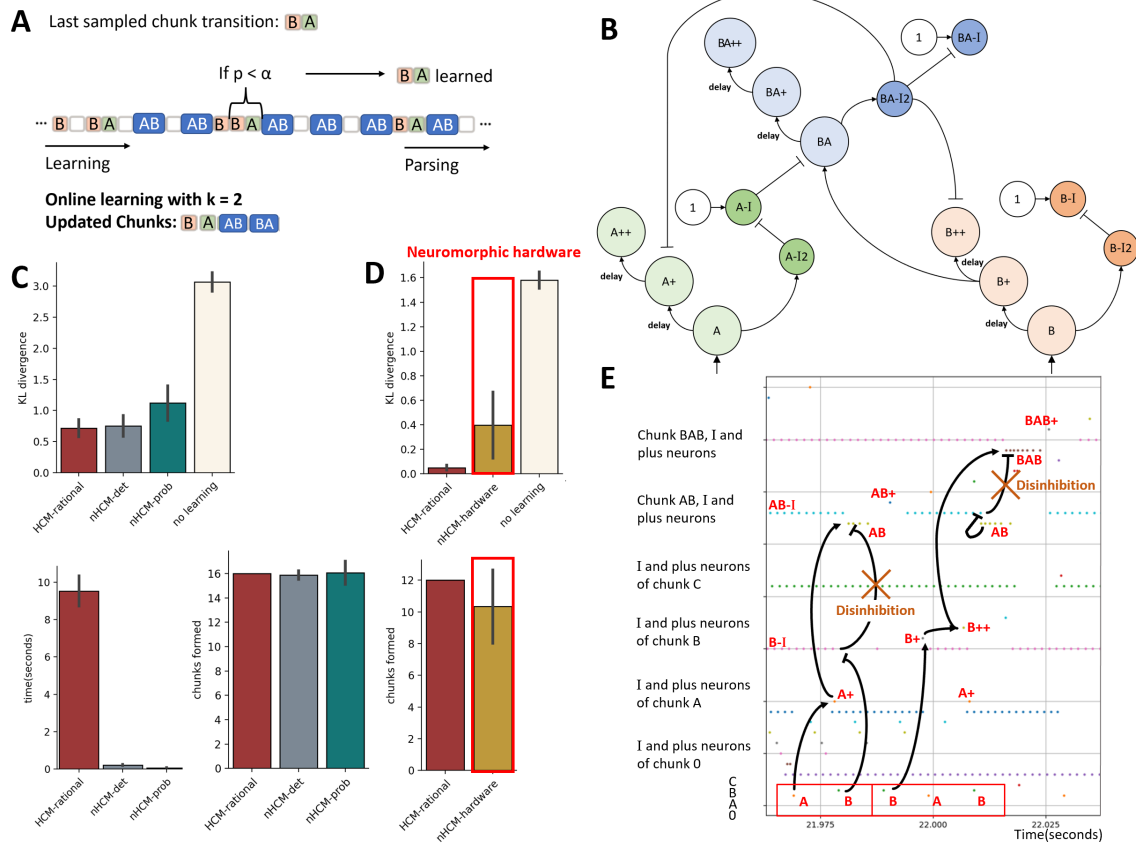 A
Last sampled chunk transition: B A
If p < α
B A learned
··· B B A AB AB B B A AB AB AB B A AB ···
Learning
Parsing
Online learning with k = 2
Updated Chunks: B A AB BA
B
1
BA-I
BA++
delay
BA+
delay
BA
BA-I2
1
A-I
A-I2
A++
delay
A+
delay
A
1
B-I
B-I2
B++
delay
B+
delay
B
C
KL divergence
3.0
2.5
2.0
1.5
1.0
0.5
0.0
HCM-rational
nHCM-det
nHCM-prob
no learning
D
Neuromorphic hardware
KL divergence
1.6
1.4
1.2
1.0
0.8
0.6
0.4
0.2
0.0
HCM-rational
nHCM-hardware
no learning
time(seconds)
10
8
6
4
2
0
HCM-rational
nHCM-det
nHCM-prob
chunks formed
16
14
12
10
8
6
4
2
0
HCM-rational
nHCM-det
nHCM-prob
chunks formed
12
10
8
6
4
2
0
HCM-rational
nHCM-hardware
E
Chunk BAB, I and
plus neurons
Chunk AB, I and
plus neurons
I and plus neurons
of chunk C
I and plus neurons
of chunk B
I and plus neurons
of chunk A
I and plus neurons
of chunk 0
C
B
A
0
BAB+
BAB
Disinhibition
AB+
AB-I
AB
AB
Disinhibition
B-I
B+
B++
A+
A+
A B B A B
21.975
22.000
22.025
Time(seconds)